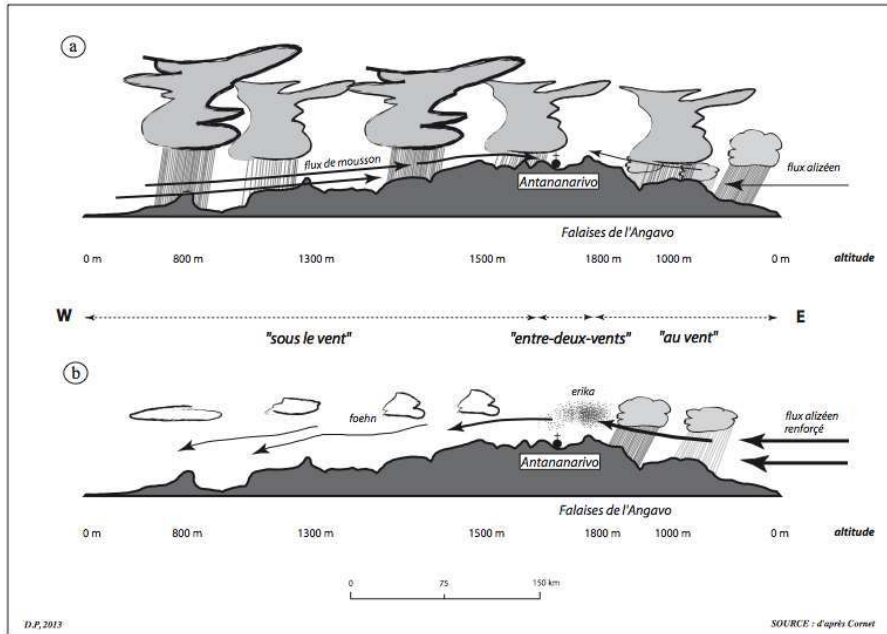 a
flux de mousson
flux alizéen
Antananarivo
Falaises de l'Angavo
0 m 800 m 1300 m 1500 m 1800 m 1000 m 0 m altitude
W E
"sous le vent" "entre-deux-vents" "au vent"
b
erika
foehn
flux alizéen
renforçé
Antananarivo
Falaises de l'Angavo
0 m 800 m 1300 m 1500 m 1800 m 1000 m 0 m altitude
0 75 150 km
D.P, 2013 SOURCE : d'après Cornet